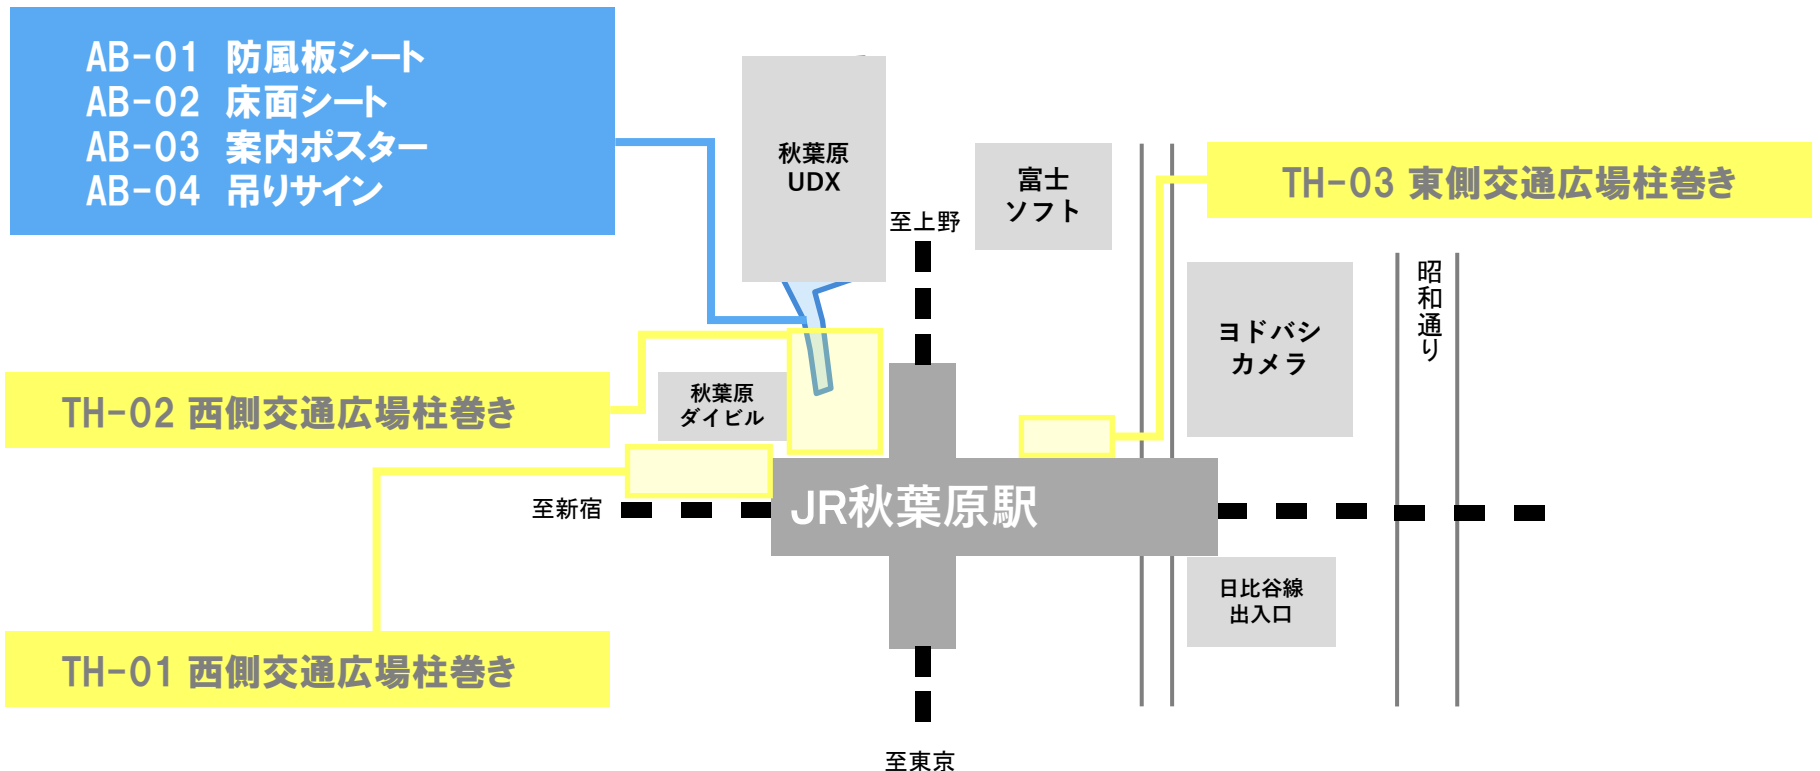 AB-01 防風板シート
AB-02 床面シート
AB-03 案内ポスター
AB-04 吊りサイン
秋葉原
UDX
至上野
富士
ソフト
TH-03 東側交通広場柱巻き
ヨドバシ
カメラ
昭和通り
TH-02 西側交通広場柱巻き
秋葉原
ダイビル
至新宿
JR秋葉原駅
日比谷線
出入口
TH-01 西側交通広場柱巻き
至東京